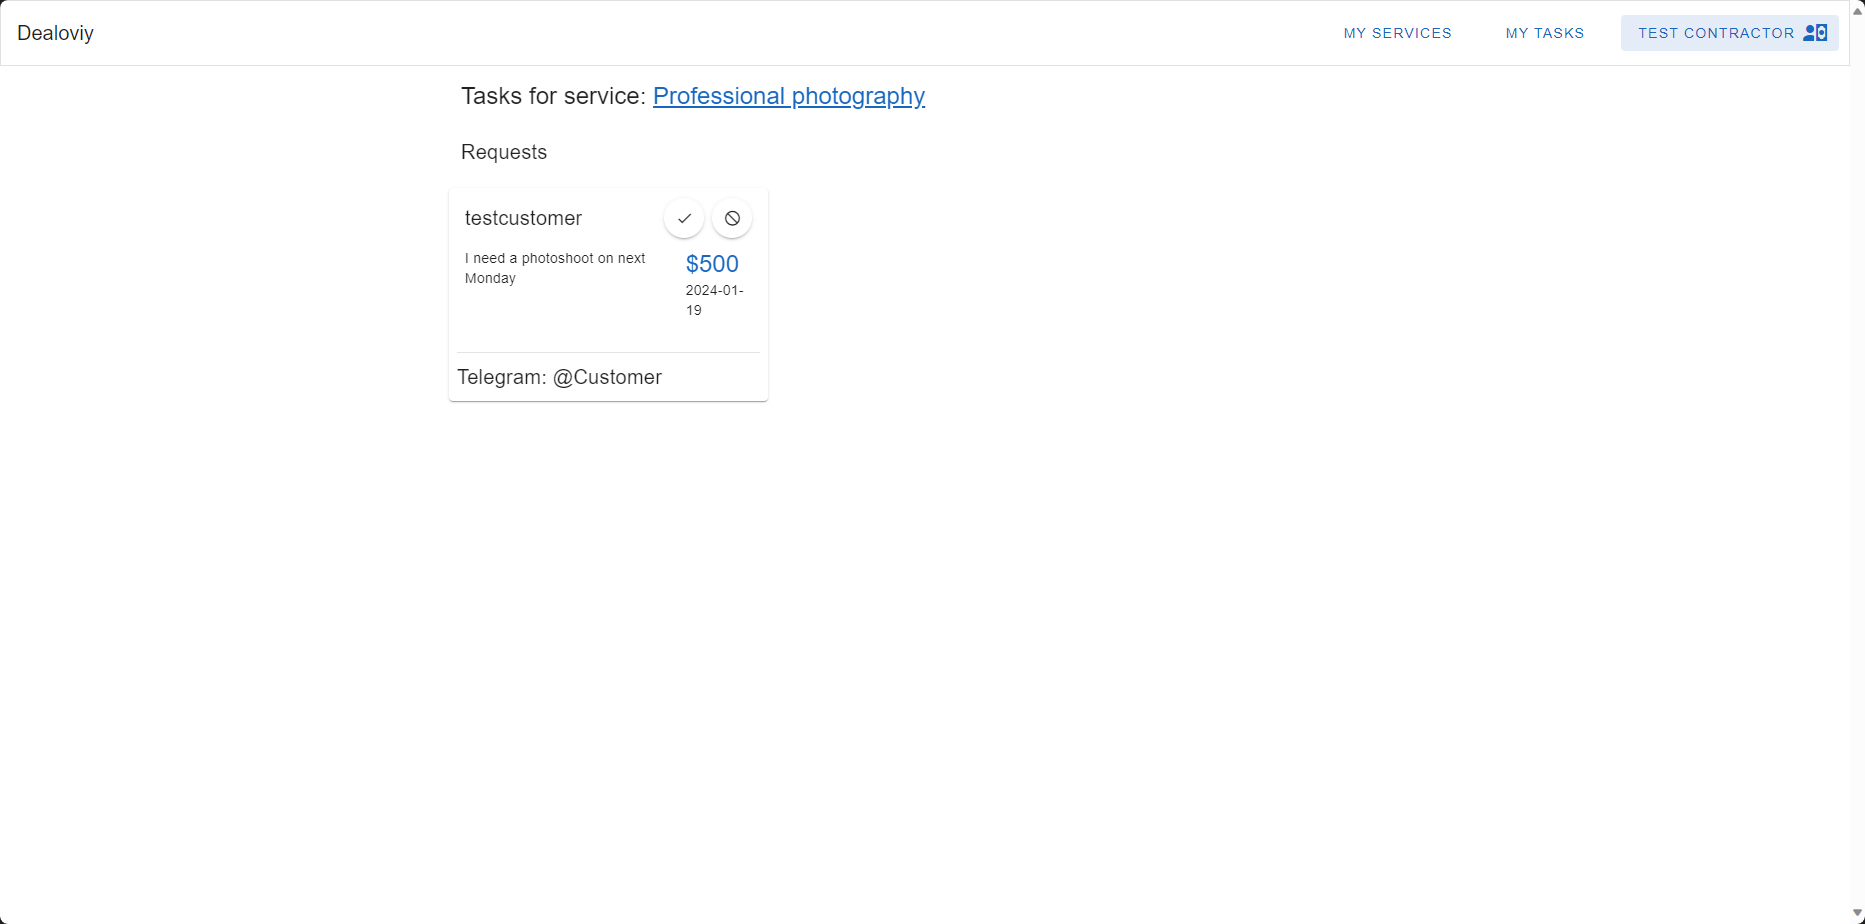 Dealoviy
MY SERVICES
MY TASKS
TEST CONTRACTOR
Tasks for service: Professional photography
Requests
testcustomer
I need a photoshoot on next
Monday
$500
2024-01-
19
Telegram: @Customer